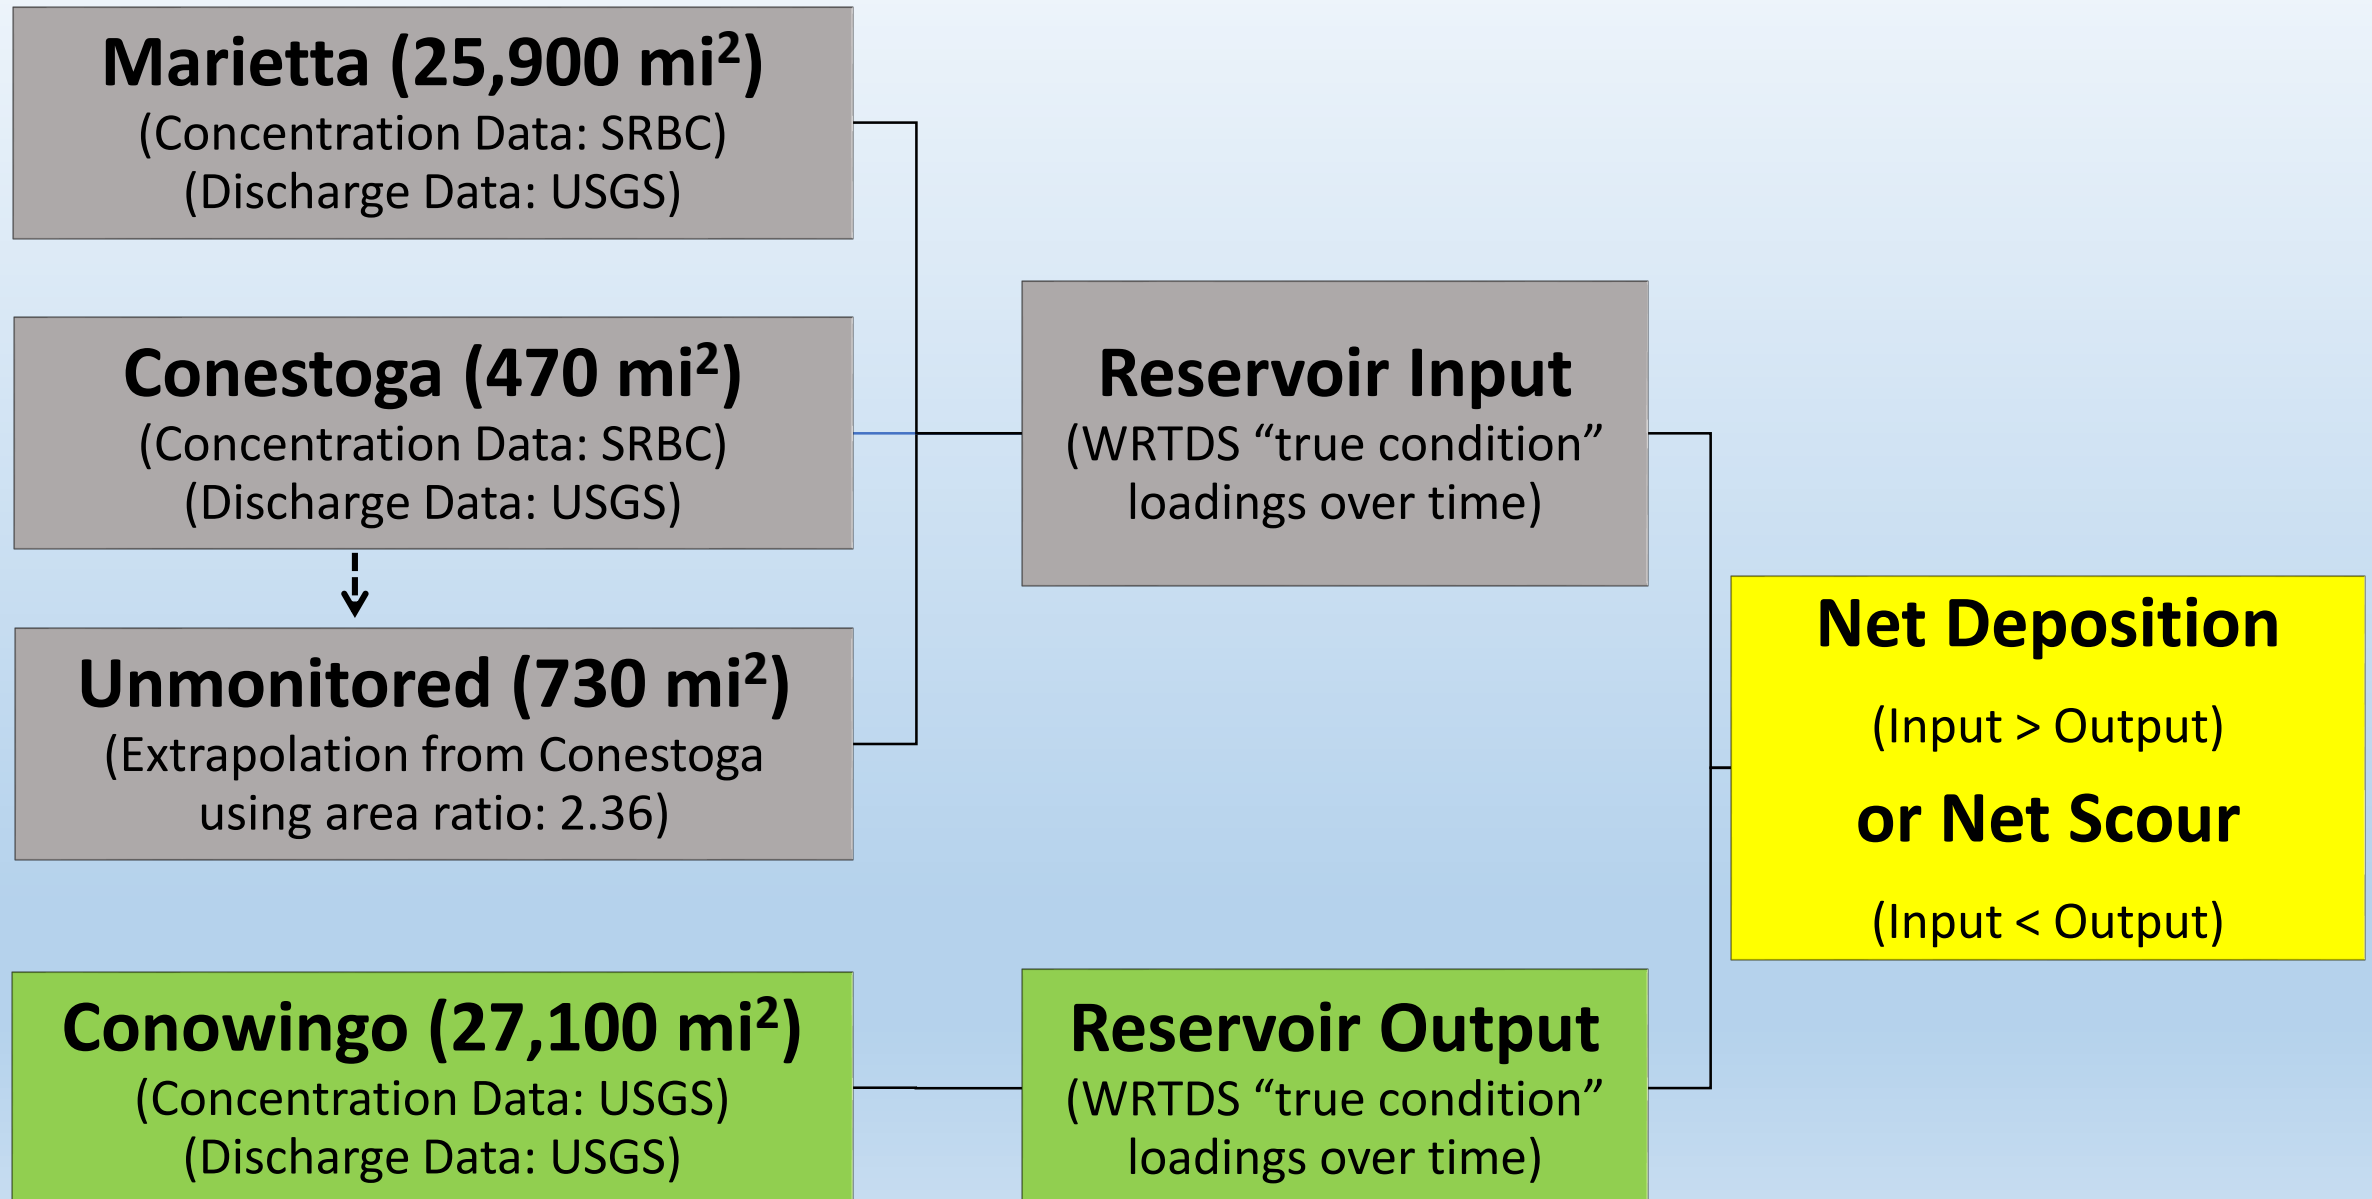 Marietta (25,900 mi²)
(Concentration Data: SRBC)
(Discharge Data: USGS)
Conestoga (470 mi²)
(Concentration Data: SRBC)
(Discharge Data: USGS)
Unmonitored (730 mi²)
(Extrapolation from Conestoga
using area ratio: 2.36)
Conowingo (27,100 mi²)
(Concentration Data: USGS)
(Discharge Data: USGS)
Reservoir Input
(WRTDS “true condition”
loadings over time)
Reservoir Output
(WRTDS “true condition”
loadings over time)
Net Deposition
(Input > Output)
or Net Scour
(Input < Output)